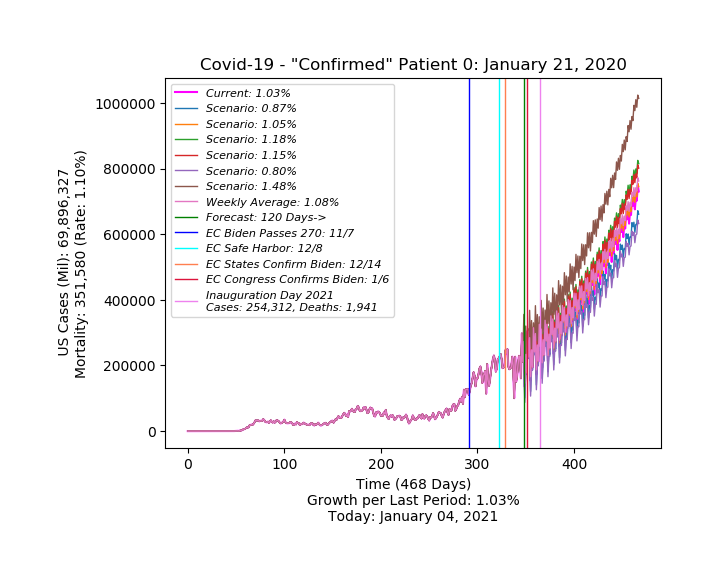 Covid-19 - "Confirmed" Patient 0: January 21, 2020
US Cases (Mil): 69,896,327
Mortality: 351,580 (Rate: 1.10%)
1000000
800000
600000
400000
200000
0
Current: 1.03%
Scenario: 0.87%
Scenario: 1.05%
Scenario: 1.18%
Scenario: 1.15%
Scenario: 0.80%
Scenario: 1.48%
Weekly Average: 1.08%
Forecast: 120 Days->
EC Biden Passes 270: 11/7
EC Safe Harbor: 12/8
EC States Confirm Biden: 12/14
EC Congress Confirms Biden: 1/6
Inauguration Day 2021
Cases: 254,312, Deaths: 1,941
0 100 200 300 400
Time (468 Days)
Growth per Last Period: 1.03%
Today: January 04, 2021